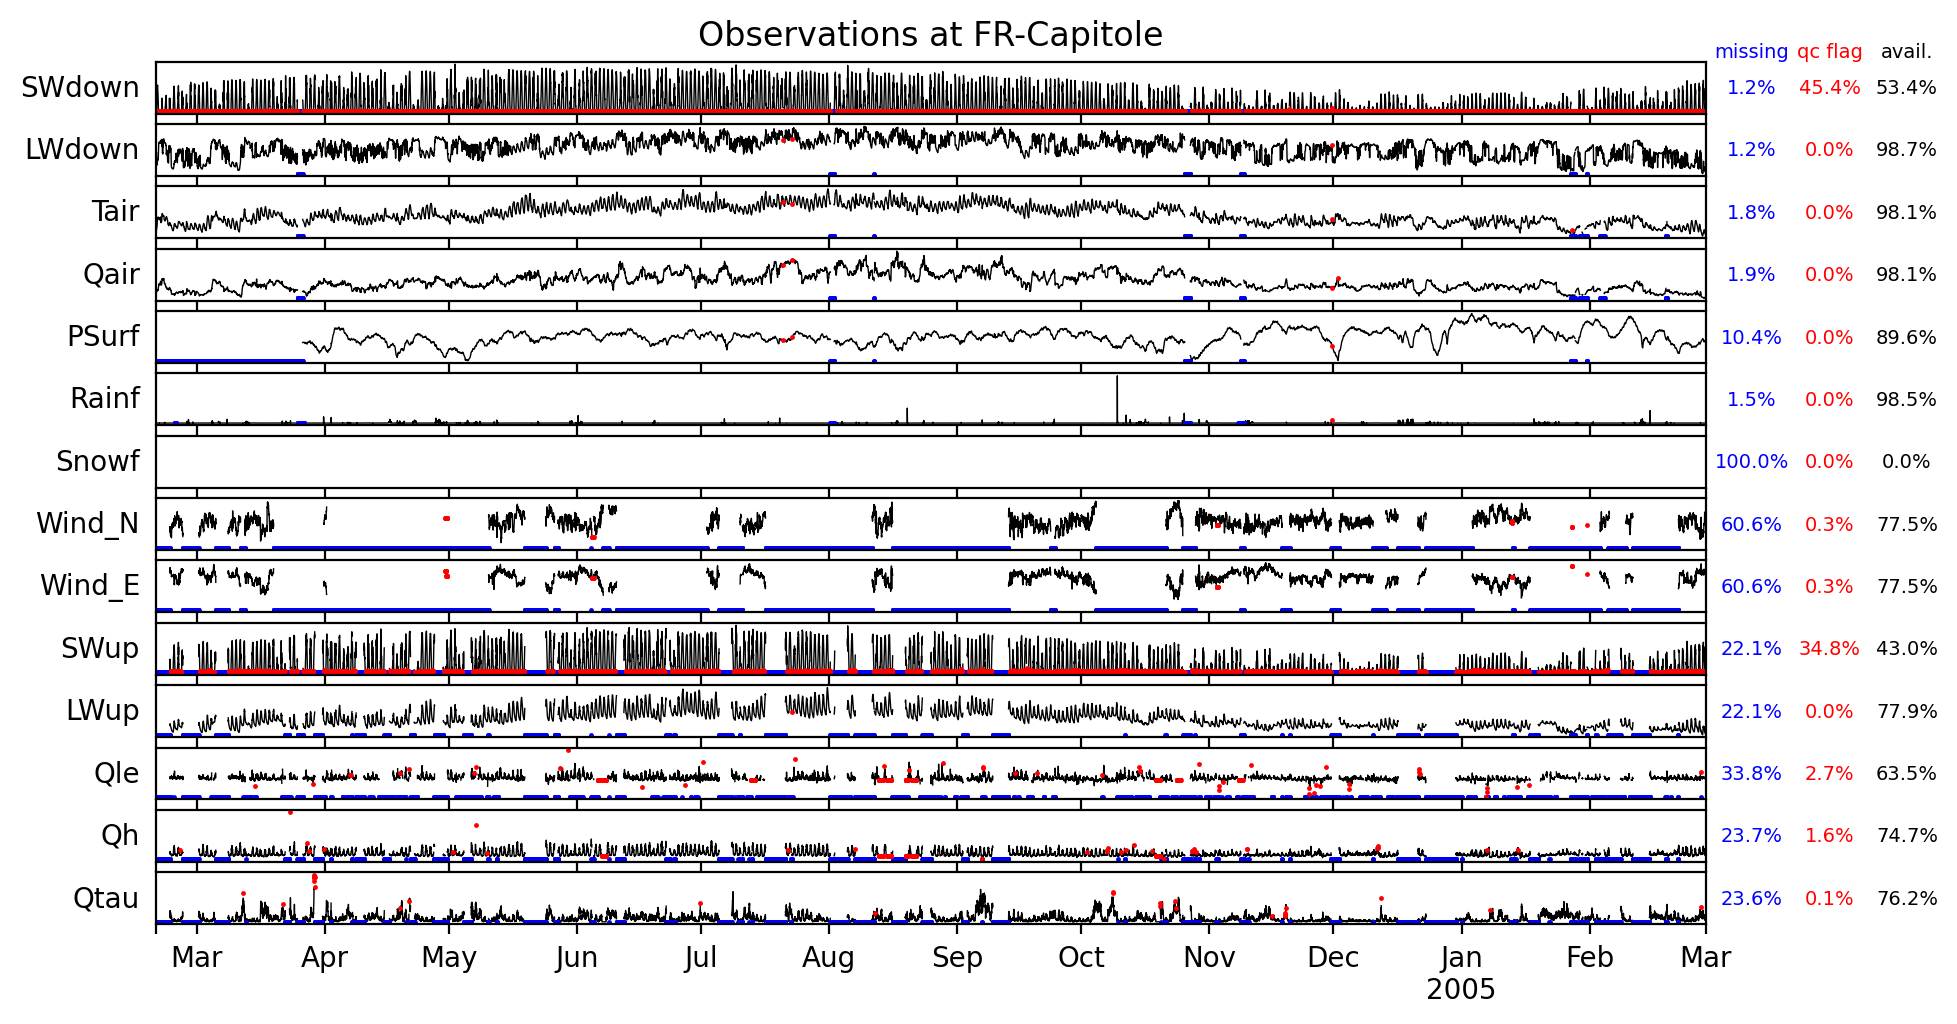 Observations at FR-Capitole
missing qc flag avail.
SWdown 1.2% 45.4% 53.4%
LWdown 1.2% 0.0% 98.7%
Tair 1.8% 0.0% 98.1%
Qair 1.9% 0.0% 98.1%
PSurf 10.4% 0.0% 89.6%
Rainf 1.5% 0.0% 98.5%
Snowf 100.0% 0.0% 0.0%
Wind_N 60.6% 0.3% 77.5%
Wind_E 60.6% 0.3% 77.5%
SWup 22.1% 34.8% 43.0%
LWup 22.1% 0.0% 77.9%
Qle 33.8% 2.7% 63.5%
Qh 23.7% 1.6% 74.7%
Qtau 23.6% 0.1% 76.2%
Mar Apr May Jun Jul Aug Sep Oct Nov Dec Jan Feb Mar
2005